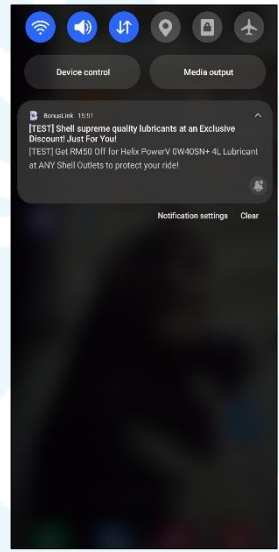 Device control
Media output
BonusLink 15:51
[TEST] Shell supreme quality lubricants at an Exclusive
Discount! Just For You!
[TEST] Get RM50 Off for Helix PowerV 0W40SN+ 4L Lubricant
at ANY Shell Outlets to protect your ride!
Notification settings
Clear